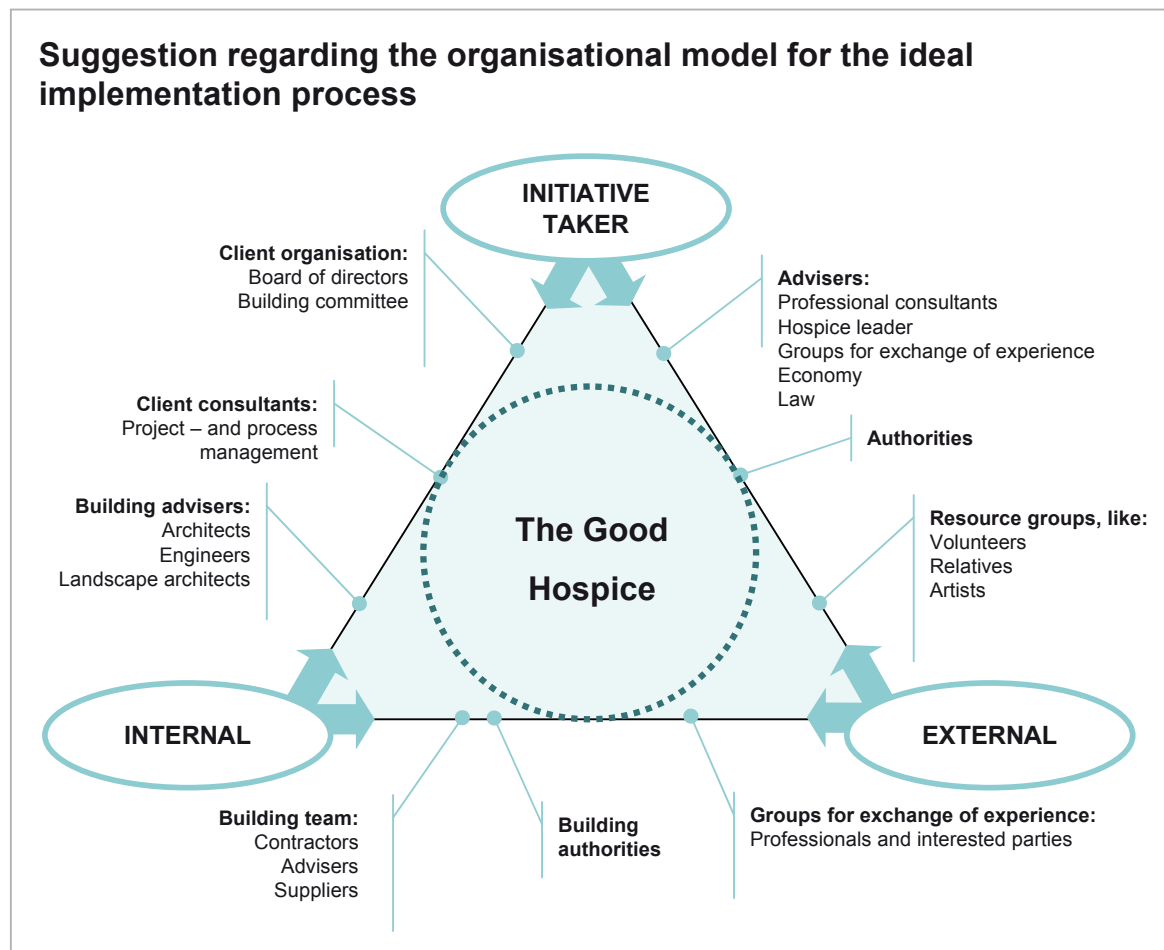 Suggestion regarding the organisational model for the ideal
implementation process
INITIATIVE
TAKER
Client organisation:
Board of directors
Building committee
Advisers:
Professional consultants
Hospice leader
Groups for exchange of experience
Economy
Law
Client consultants:
Project – and process
management
Authorities
Building advisers:
Architects
Engineers
Landscape architects
The Good
Hospice
Resource groups, like:
Volunteers
Relatives
Artists
INTERNAL
EXTERNAL
Building team:
Contractors
Advisers
Suppliers
Building
authorities
Groups for exchange of experience:
Professionals and interested parties